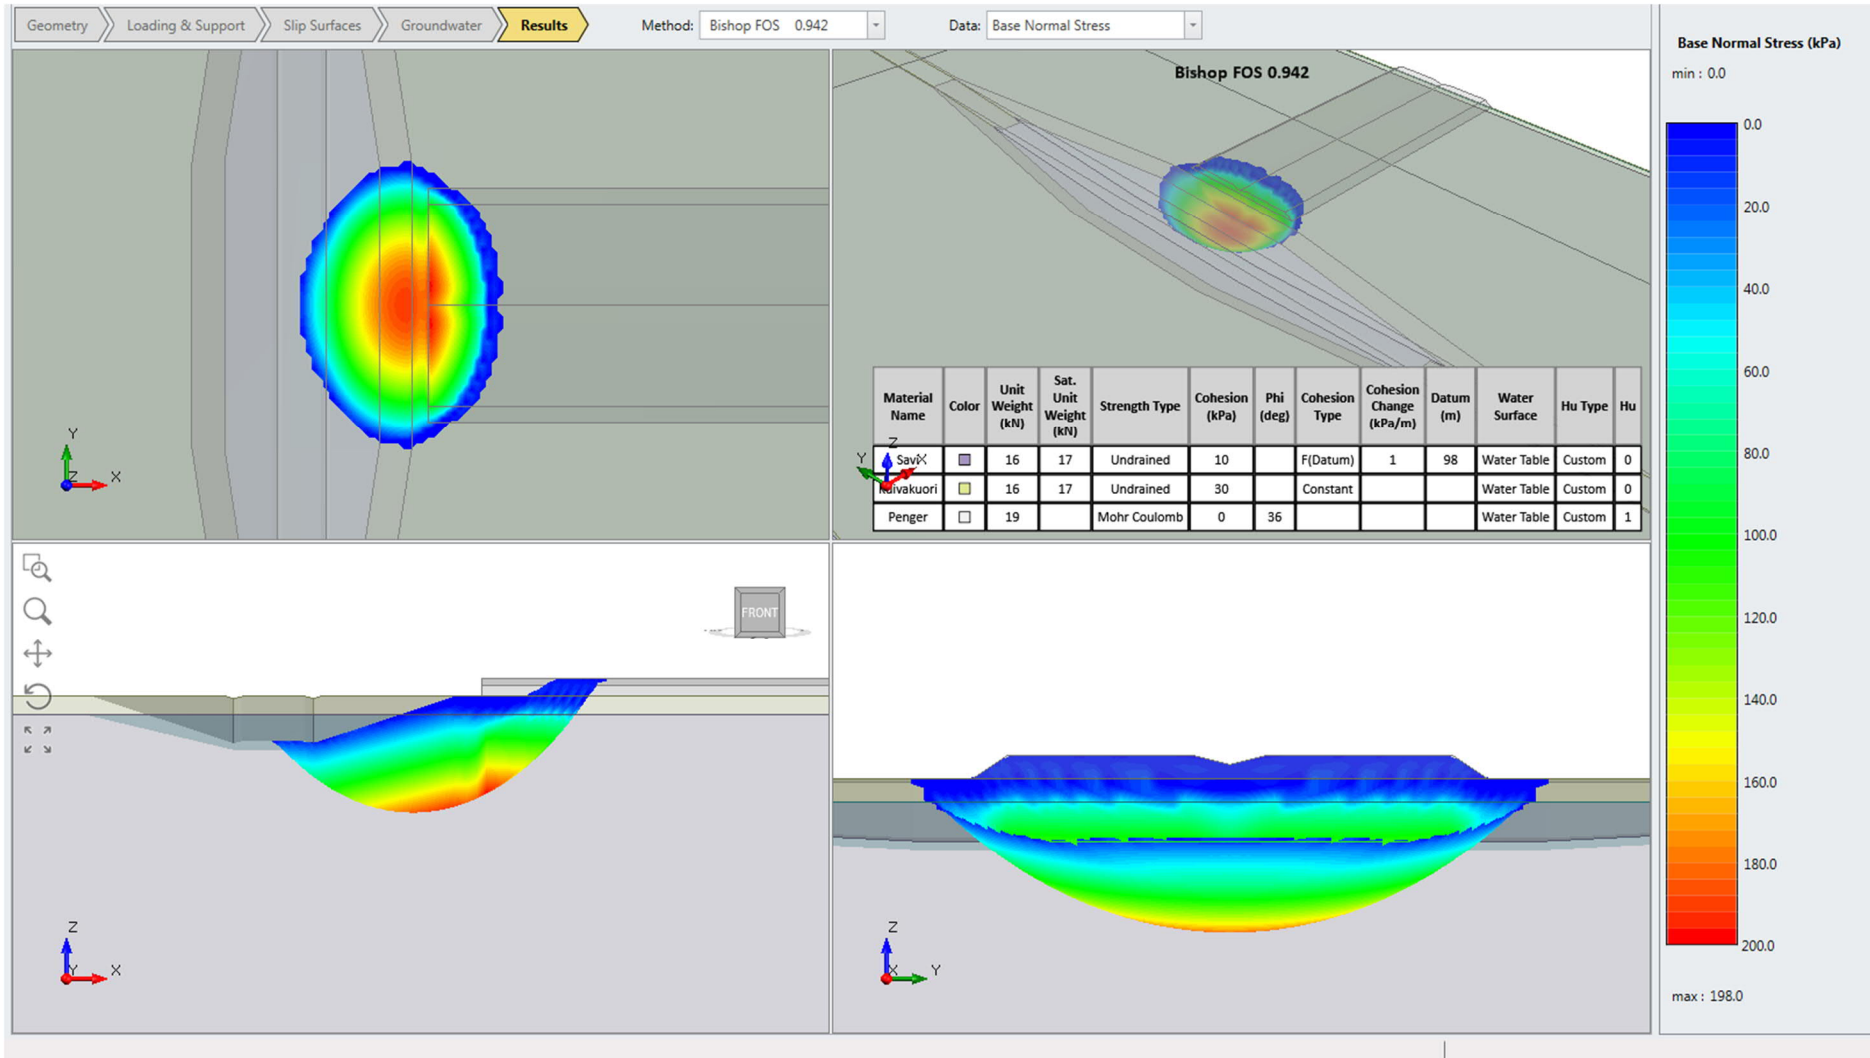 Geometry
Loading & Support
Slip Surfaces
Groundwater
Results
Method: Bishop FOS 0.942
Data: Base Normal Stress
Base Normal Stress (kPa)
min : 0.0
0.0
20.0
40.0
60.0
80.0
100.0
120.0
140.0
160.0
180.0
200.0
max : 198.0
Y
Z X
Bishop FOS 0.942
Material Name Color Unit Weight (kN) Sat. Unit Weight (kN) Strength Type Cohesion (kPa) Phi (deg) Cohesion Type Cohesion Change (kPa/m) Datum (m) Water Surface Hu Type Hu
Savi 16 17 Undrained 10 F(Datum) 1 98 Water Table Custom 0
Kuivakuori 16 17 Undrained 30 Constant Water Table Custom 0
Penger 19 Mohr Coulomb 0 36 Water Table Custom 1
Z
Y X
FRONT
Z
Y X
Z
X Y